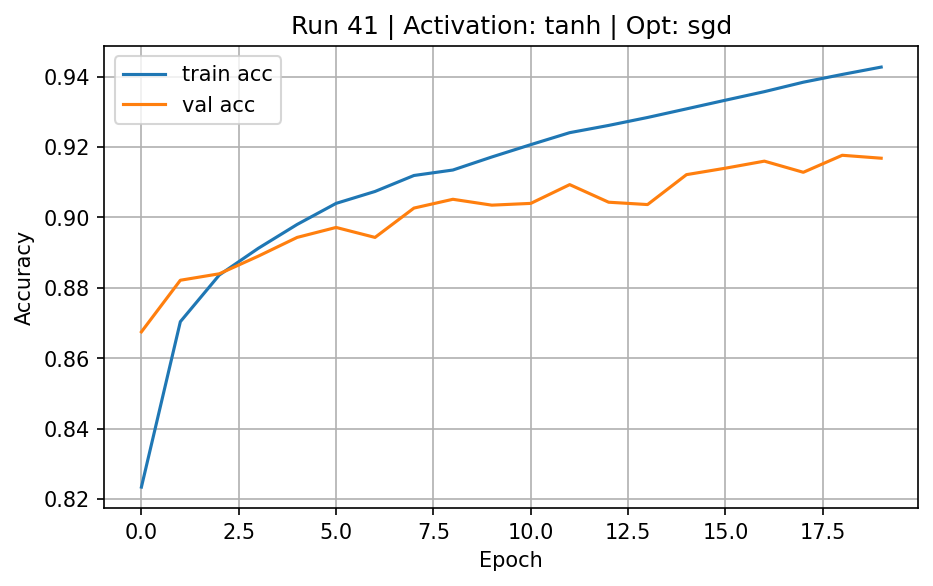 Run 41 | Activation: tanh | Opt: sgd
train acc
val acc
0.94
0.92
0.90
0.88
0.86
0.84
0.82
Accuracy
0.0 2.5 5.0 7.5 10.0 12.5 15.0 17.5
Epoch